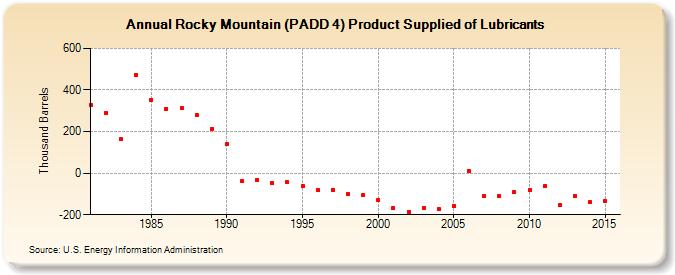 Annual Rocky Mountain (PADD 4) Product Supplied of Lubricants
Thousand Barrels
600
400
200
0
-200
1985 1990 1995 2000 2005 2010 2015
Source: U.S. Energy Information Administration